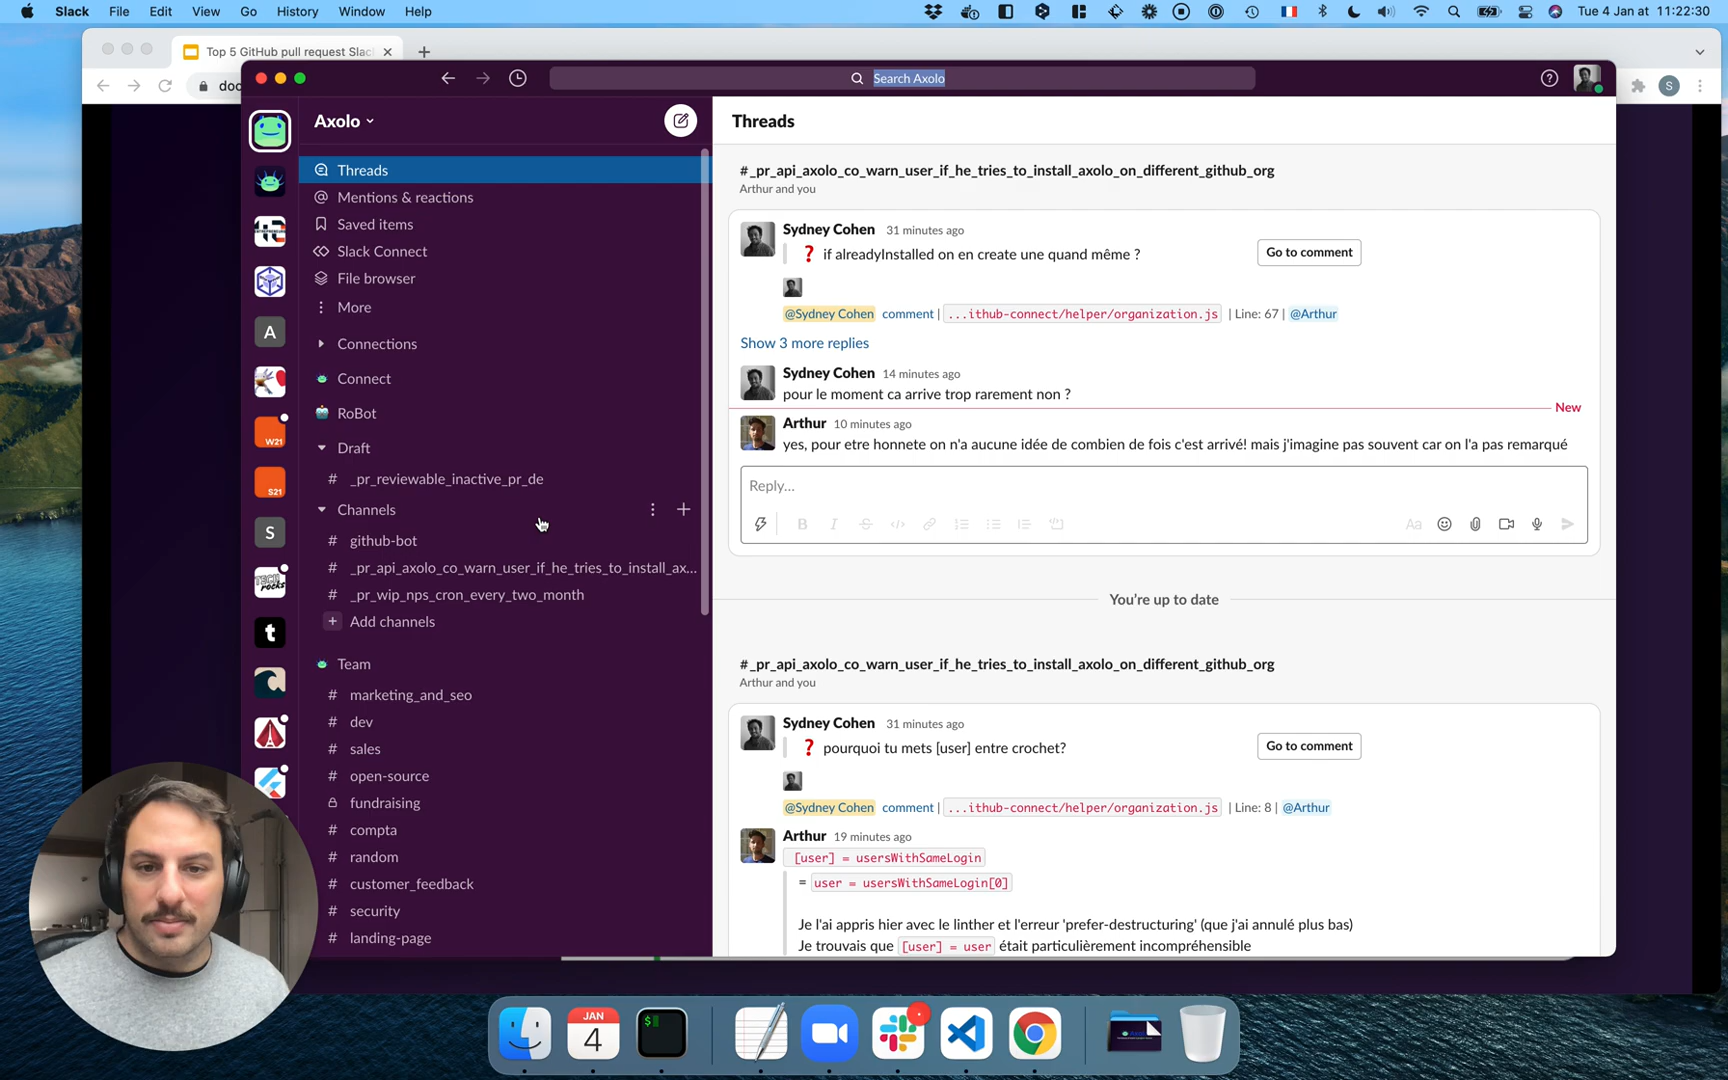 Slack File Edit View Go History Window Help Tue 4 Jan at 11:22:30
Top 5 GitHub pull request Slac
doc
S
Search Axolo
Axolo
Threads
Mentions & reactions
Saved items
Slack Connect
File browser
More
Connections
Connect
RoBot
Draft
# _pr_reviewable_inactive_pr_de
Channels
# github-bot
# _pr_api_axolo_co_warn_user_if_he_tries_to_install_ax...
# _pr_wip_nps_cron_every_two_month
+ Add channels
Team
# marketing_and_seo
# dev
# sales
# open-source
fundraising
# compta
# random
# customer_feedback
# security
# landing-page
A
W21
S21
S
TECH rocks
t
Threads
#_pr_api_axolo_co_warn_user_if_he_tries_to_install_axolo_on_different_github_org
Arthur and you
Sydney Cohen 31 minutes ago
❓ if alreadyInstalled on en create une quand même ?
Go to comment
@Sydney Cohen comment | ...ithub-connect/helper/organization.js | Line: 67 | @Arthur
Show 3 more replies
Sydney Cohen 14 minutes ago
pour le moment ca arrive trop rarement non ?
New
Arthur 10 minutes ago
yes, pour etre honnete on n'a aucune idée de combien de fois c'est arrivé! mais j'imagine pas souvent car on l'a pas remarqué
Reply...
B I S Aa
You're up to date
#_pr_api_axolo_co_warn_user_if_he_tries_to_install_axolo_on_different_github_org
Arthur and you
Sydney Cohen 31 minutes ago
❓ pourquoi tu mets [user] entre crochet?
Go to comment
@Sydney Cohen comment | ...ithub-connect/helper/organization.js | Line: 8 | @Arthur
Arthur 19 minutes ago
[user] = usersWithSameLogin
= user = usersWithSameLogin[0]
Je l'ai appris hier avec le linther et l'erreur 'prefer-destructuring' (que j'ai annulé plus bas)
Je trouvais que [user] = user était particulièrement incompréhensible
JAN
4
$